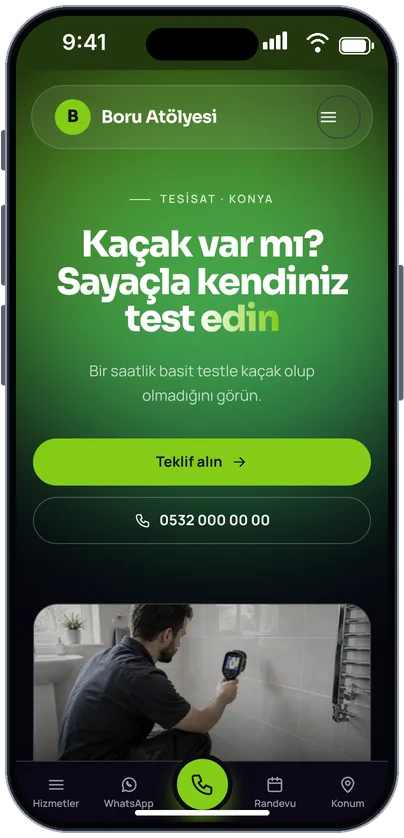 9:41
B Boru Atölyesi
TESİSAT · KONYA
Kaçak var mı?
Sayaçla kendiniz
test edin
Bir saatlik basit testle kaçak olup
olmadığını görün.
Teklif alın →
0532 000 00 00
Hizmetler
WhatsApp
Randevu
Konum